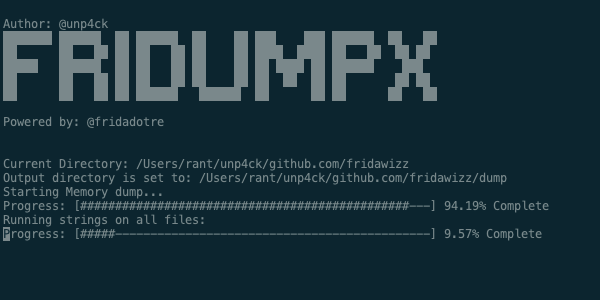 Author: @unp4ck
FRIDUMPX
Powered by: @fridadotre
Current Directory: /Users/rant/unp4ck/github.com/fridawizz
Output directory is set to: /Users/rant/unp4ck/github.com/fridawizz/dump
Starting Memory dump...
Progress: [###############################################---] 94.19% Complete
Running strings on all files:
Progress: [#####---------------------------------------------] 9.57% Complete